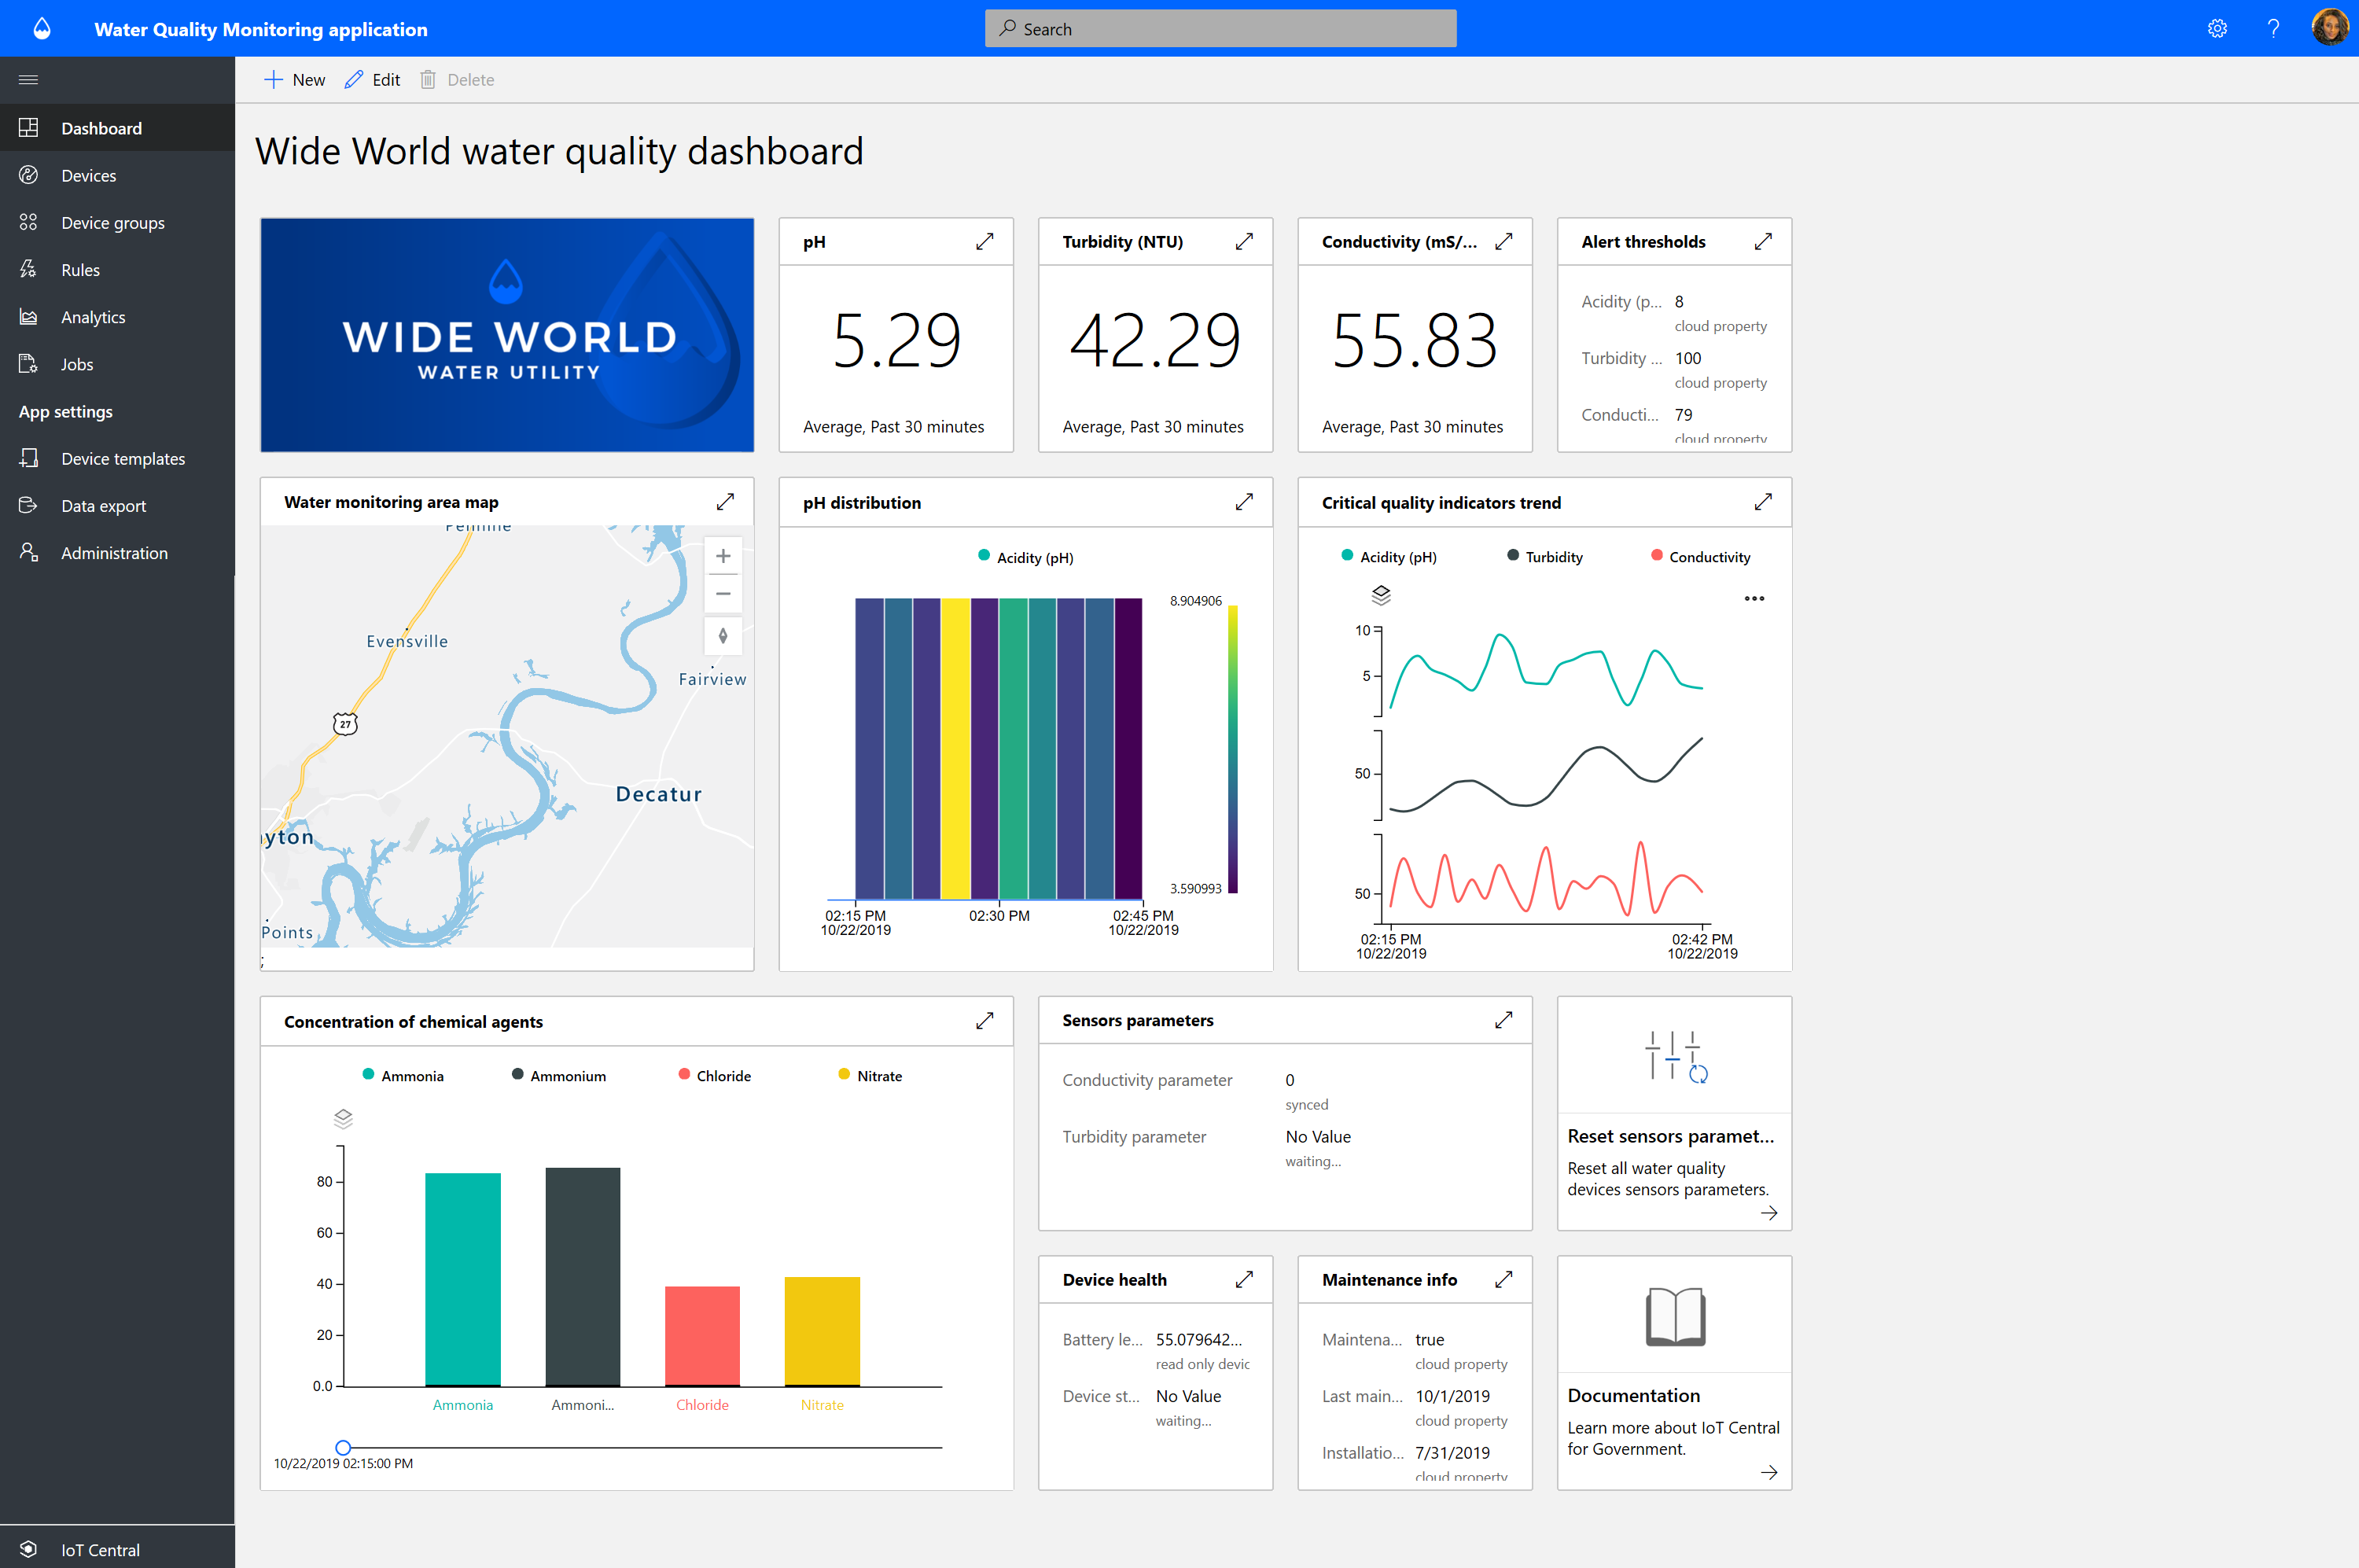 Water Quality Monitoring application
Search
?
New
Edit
Delete
Dashboard
Devices
Device groups
Rules
Analytics
Jobs
App settings
Device templates
Data export
Administration
IoT Central
Wide World water quality dashboard
WIDE WORLD
WATER UTILITY
pH
5.29
Average, Past 30 minutes
Turbidity (NTU)
42.29
Average, Past 30 minutes
Conductivity (mS/...
55.83
Average, Past 30 minutes
Alert thresholds
Acidity (p... 8
cloud property
Turbidity ... 100
cloud property
Conducti... 79
cloud property
Water monitoring area map
Evensville
27
Fairview
Decatur
yton
Points
;
pH distribution
Acidity (pH)
8.904906
3.590993
02:15 PM 02:30 PM 02:45 PM
10/22/2019 10/22/2019
Critical quality indicators trend
Acidity (pH) Turbidity Conductivity
10
5
50
50
02:15 PM 02:42 PM
10/22/2019 10/22/2019
Concentration of chemical agents
Ammonia Ammonium Chloride Nitrate
80
60
40
20
0.0
Ammonia Ammoni... Chloride Nitrate
10/22/2019 02:15:00 PM
Sensors parameters
Conductivity parameter 0
synced
Turbidity parameter No Value
waiting...
Reset sensors paramet...
Reset all water quality
devices sensors parameters.
Device health
Battery le... 55.079642...
read only devic
Device st... No Value
waiting...
Maintenance info
Maintena... true
cloud property
Last main... 10/1/2019
cloud property
Installatio... 7/31/2019
cloud property
Documentation
Learn more about IoT Central
for Government.